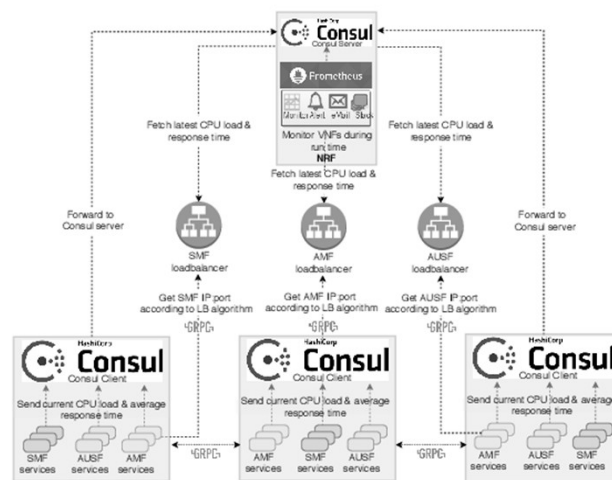 HashiCorp
Consul
Consul Server
Prometheus
Monitor Alert eMail Slack
Monitor VNFs during
run time
NRF
Fetch latest CPU load &
response time
Fetch latest CPU load &
response time
Fetch latest CPU load &
response time
Forward to
Consul server
Forward to
Consul server
SMF
loadbalancer
AMF
loadbalancer
AUSF
loadbalancer
Get SMF IP:port
according to LB algorithm
Get AMF IP:port
according to LB algorithm
Get AUSF IP:port
according to LB algorithm
GRPC
GRPC
GRPC
HashiCorp
Consul
Consul Client
Send current CPU load & average
response time
SMF
services
AUSF
services
AMF
services
GRPC
HashiCorp
Consul
Consul Client
Send current CPU load & average
response time
AMF
services
SMF
services
AUSF
services
GRPC
HashiCorp
Consul
Consul Client
Send current CPU load & average
response time
AMF
services
AUSF
services
SMF
services